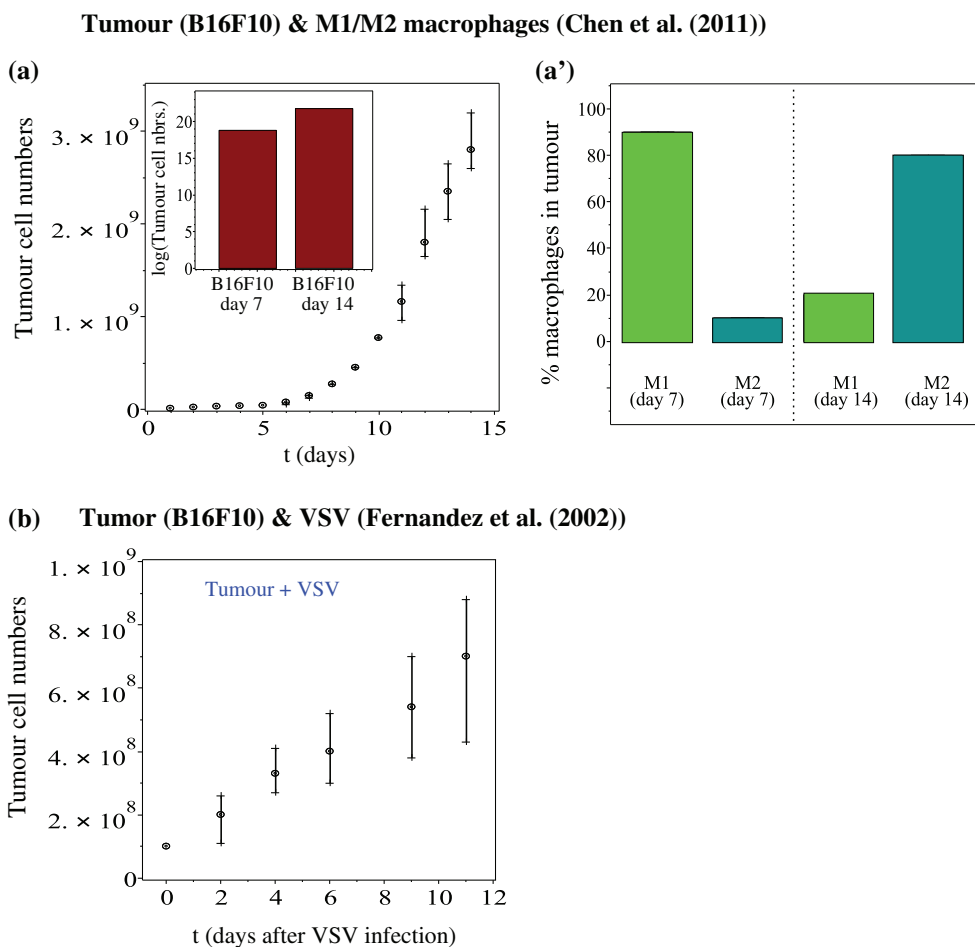 Tumour (B16F10) & M1/M2 macrophages (Chen et al. (2011))
(a)
Tumour cell numbers
3. × 10^9
2. × 10^9
1. × 10^9
0
0 5 10 15
t (days)
log(Tumour cell nbrs.)
20
15
10
5
0
B16F10 B16F10
day 7 day 14
(a')
% macrophages in tumour
100
80
60
40
20
0
M1 M2 M1 M2
(day 7) (day 7) (day 14) (day 14)
(b) Tumor (B16F10) & VSV (Fernandez et al. (2002))
Tumour cell numbers
1. × 10^9
8. × 10^8
6. × 10^8
4. × 10^8
2. × 10^8
0
Tumour + VSV
0 2 4 6 8 10 12
t (days after VSV infection)